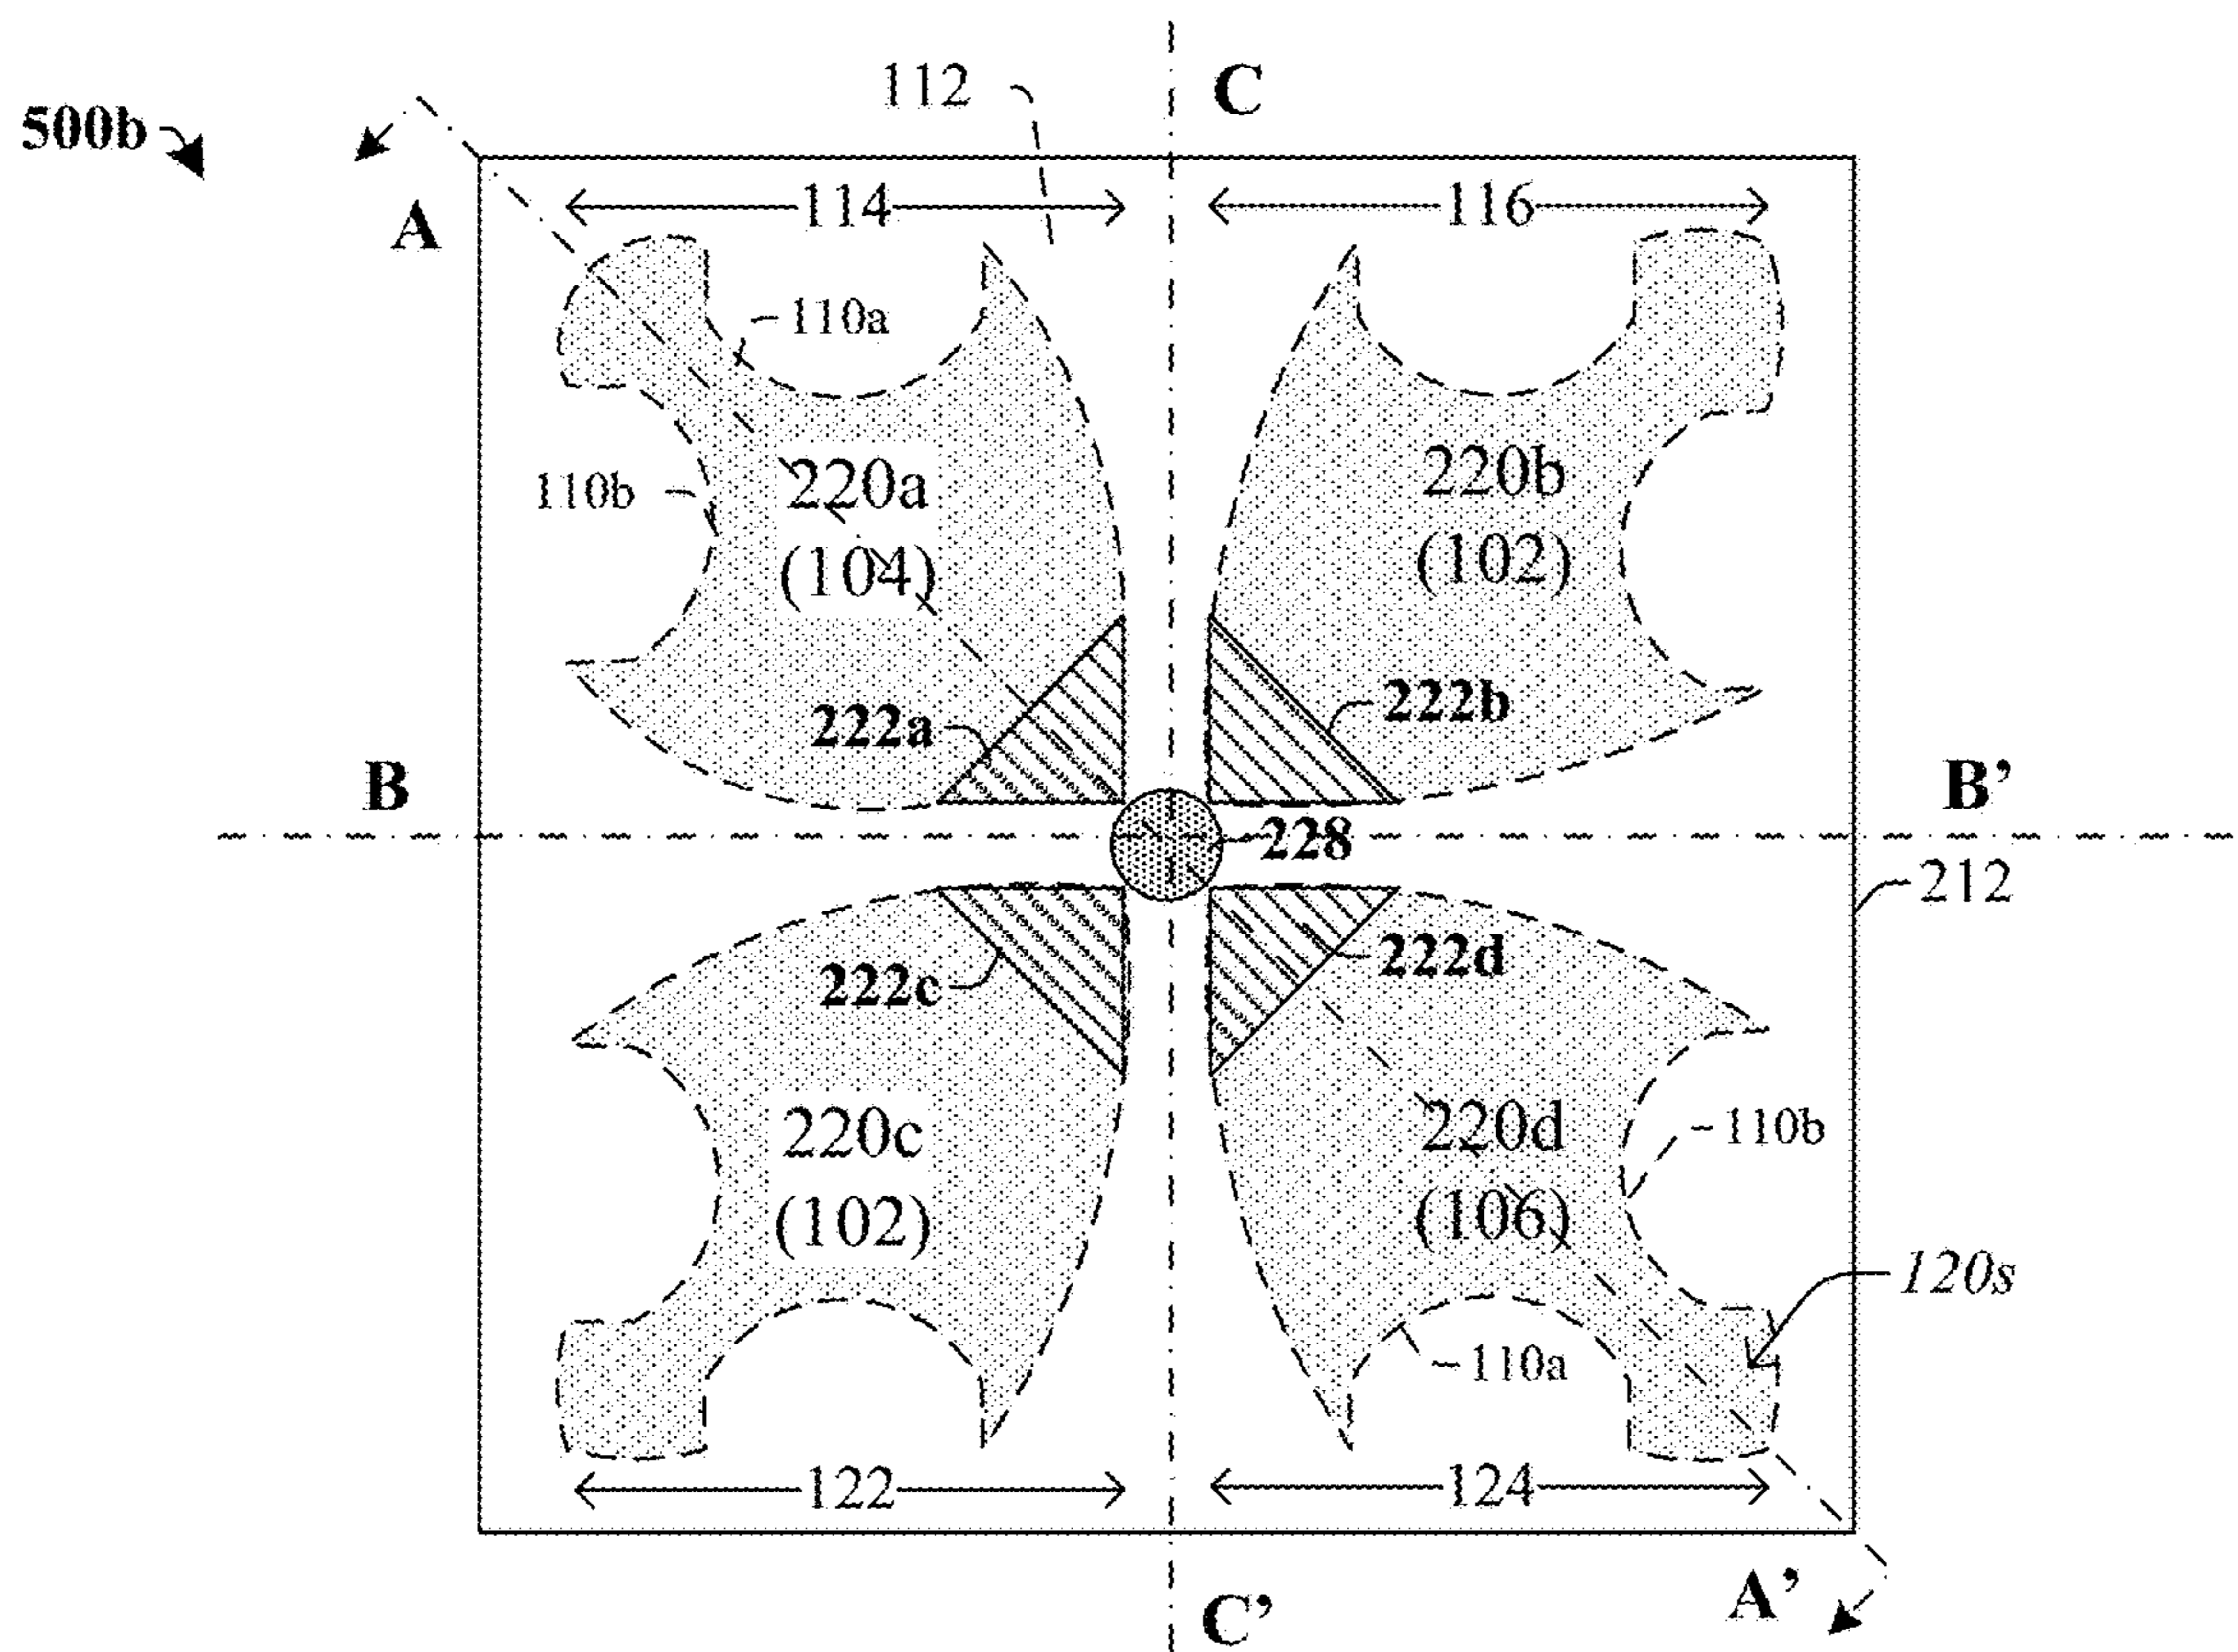 112
C
500b
A
114
116
110a
110b
220a
(104)
220b
(102)
222a
222b
B
B’
228
212
222c
222d
220c
(102)
220d
(106)
110b
120s
110a
122
124
A’
C’